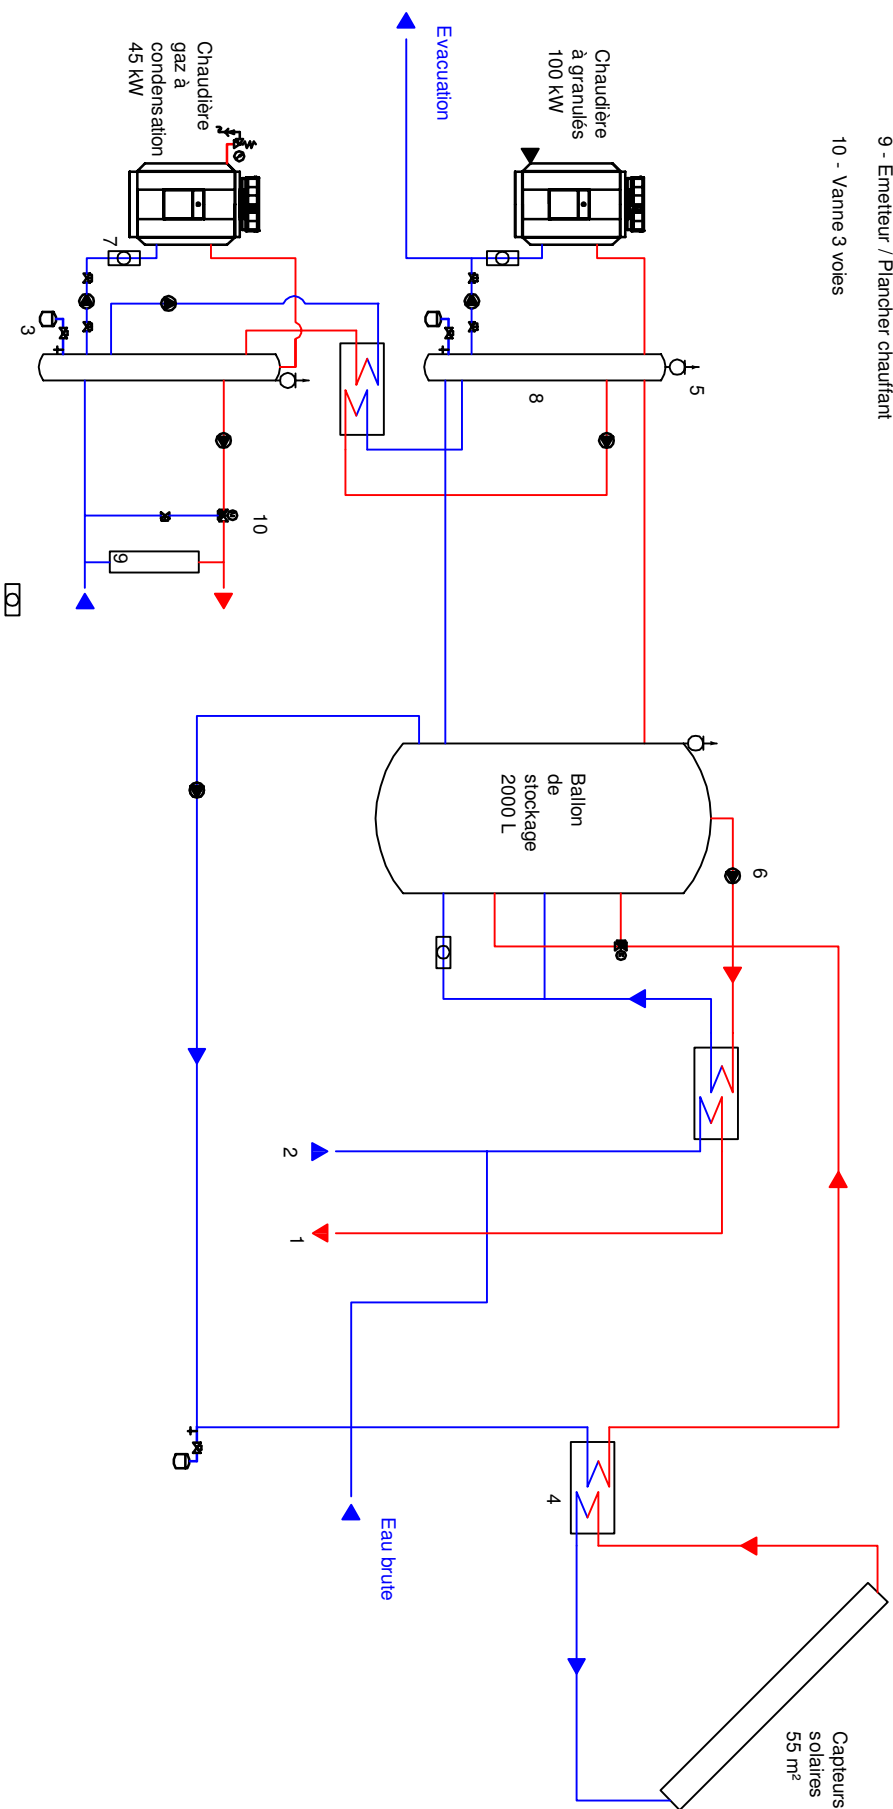 9 - Emetteur / Plancher chauffant
10 - Vanne 3 voies
Evacuation
Chaudière
à granulés
100 kW
Chaudière
gaz à
condensation
45 kW
7
3
5
8
10
9
Ballon
de
stockage
2000 L
6
2
1
4
Eau brute
Capteurs
solaires
55 m²